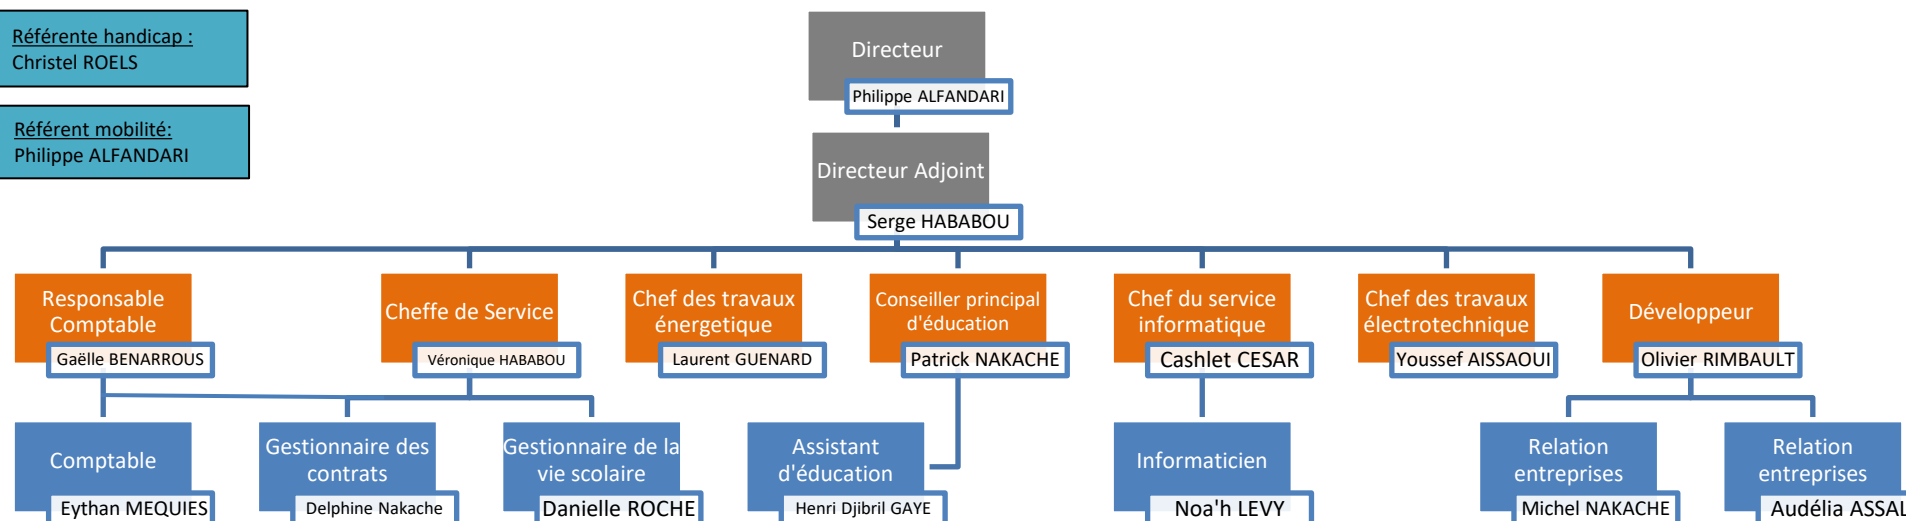 Référente handicap :
Christel ROELS
Référent mobilité:
Philippe ALFANDARI
Directeur
Philippe ALFANDARI
Directeur Adjoint
Serge HABABOU
Responsable
Comptable
Gaëlle BENARROUS
Cheffe de Service
Véronique HABABOU
Chef des travaux
énergetique
Laurent GUENARD
Conseiller principal
d'éducation
Patrick NAKACHE
Chef du service
informatique
Cashlet CESAR
Chef des travaux
électrotechnique
Youssef AISSAOUI
Développeur
Olivier RIMBAULT
Comptable
Eythan MEQUIES
Gestionnaire des
contrats
Delphine Nakache
Gestionnaire de la
vie scolaire
Danielle ROCHE
Assistant
d'éducation
Henri Djibril GAYE
Informaticien
Noa'h LEVY
Relation
entreprises
Michel NAKACHE
Relation
entreprises
Audélia ASSAL